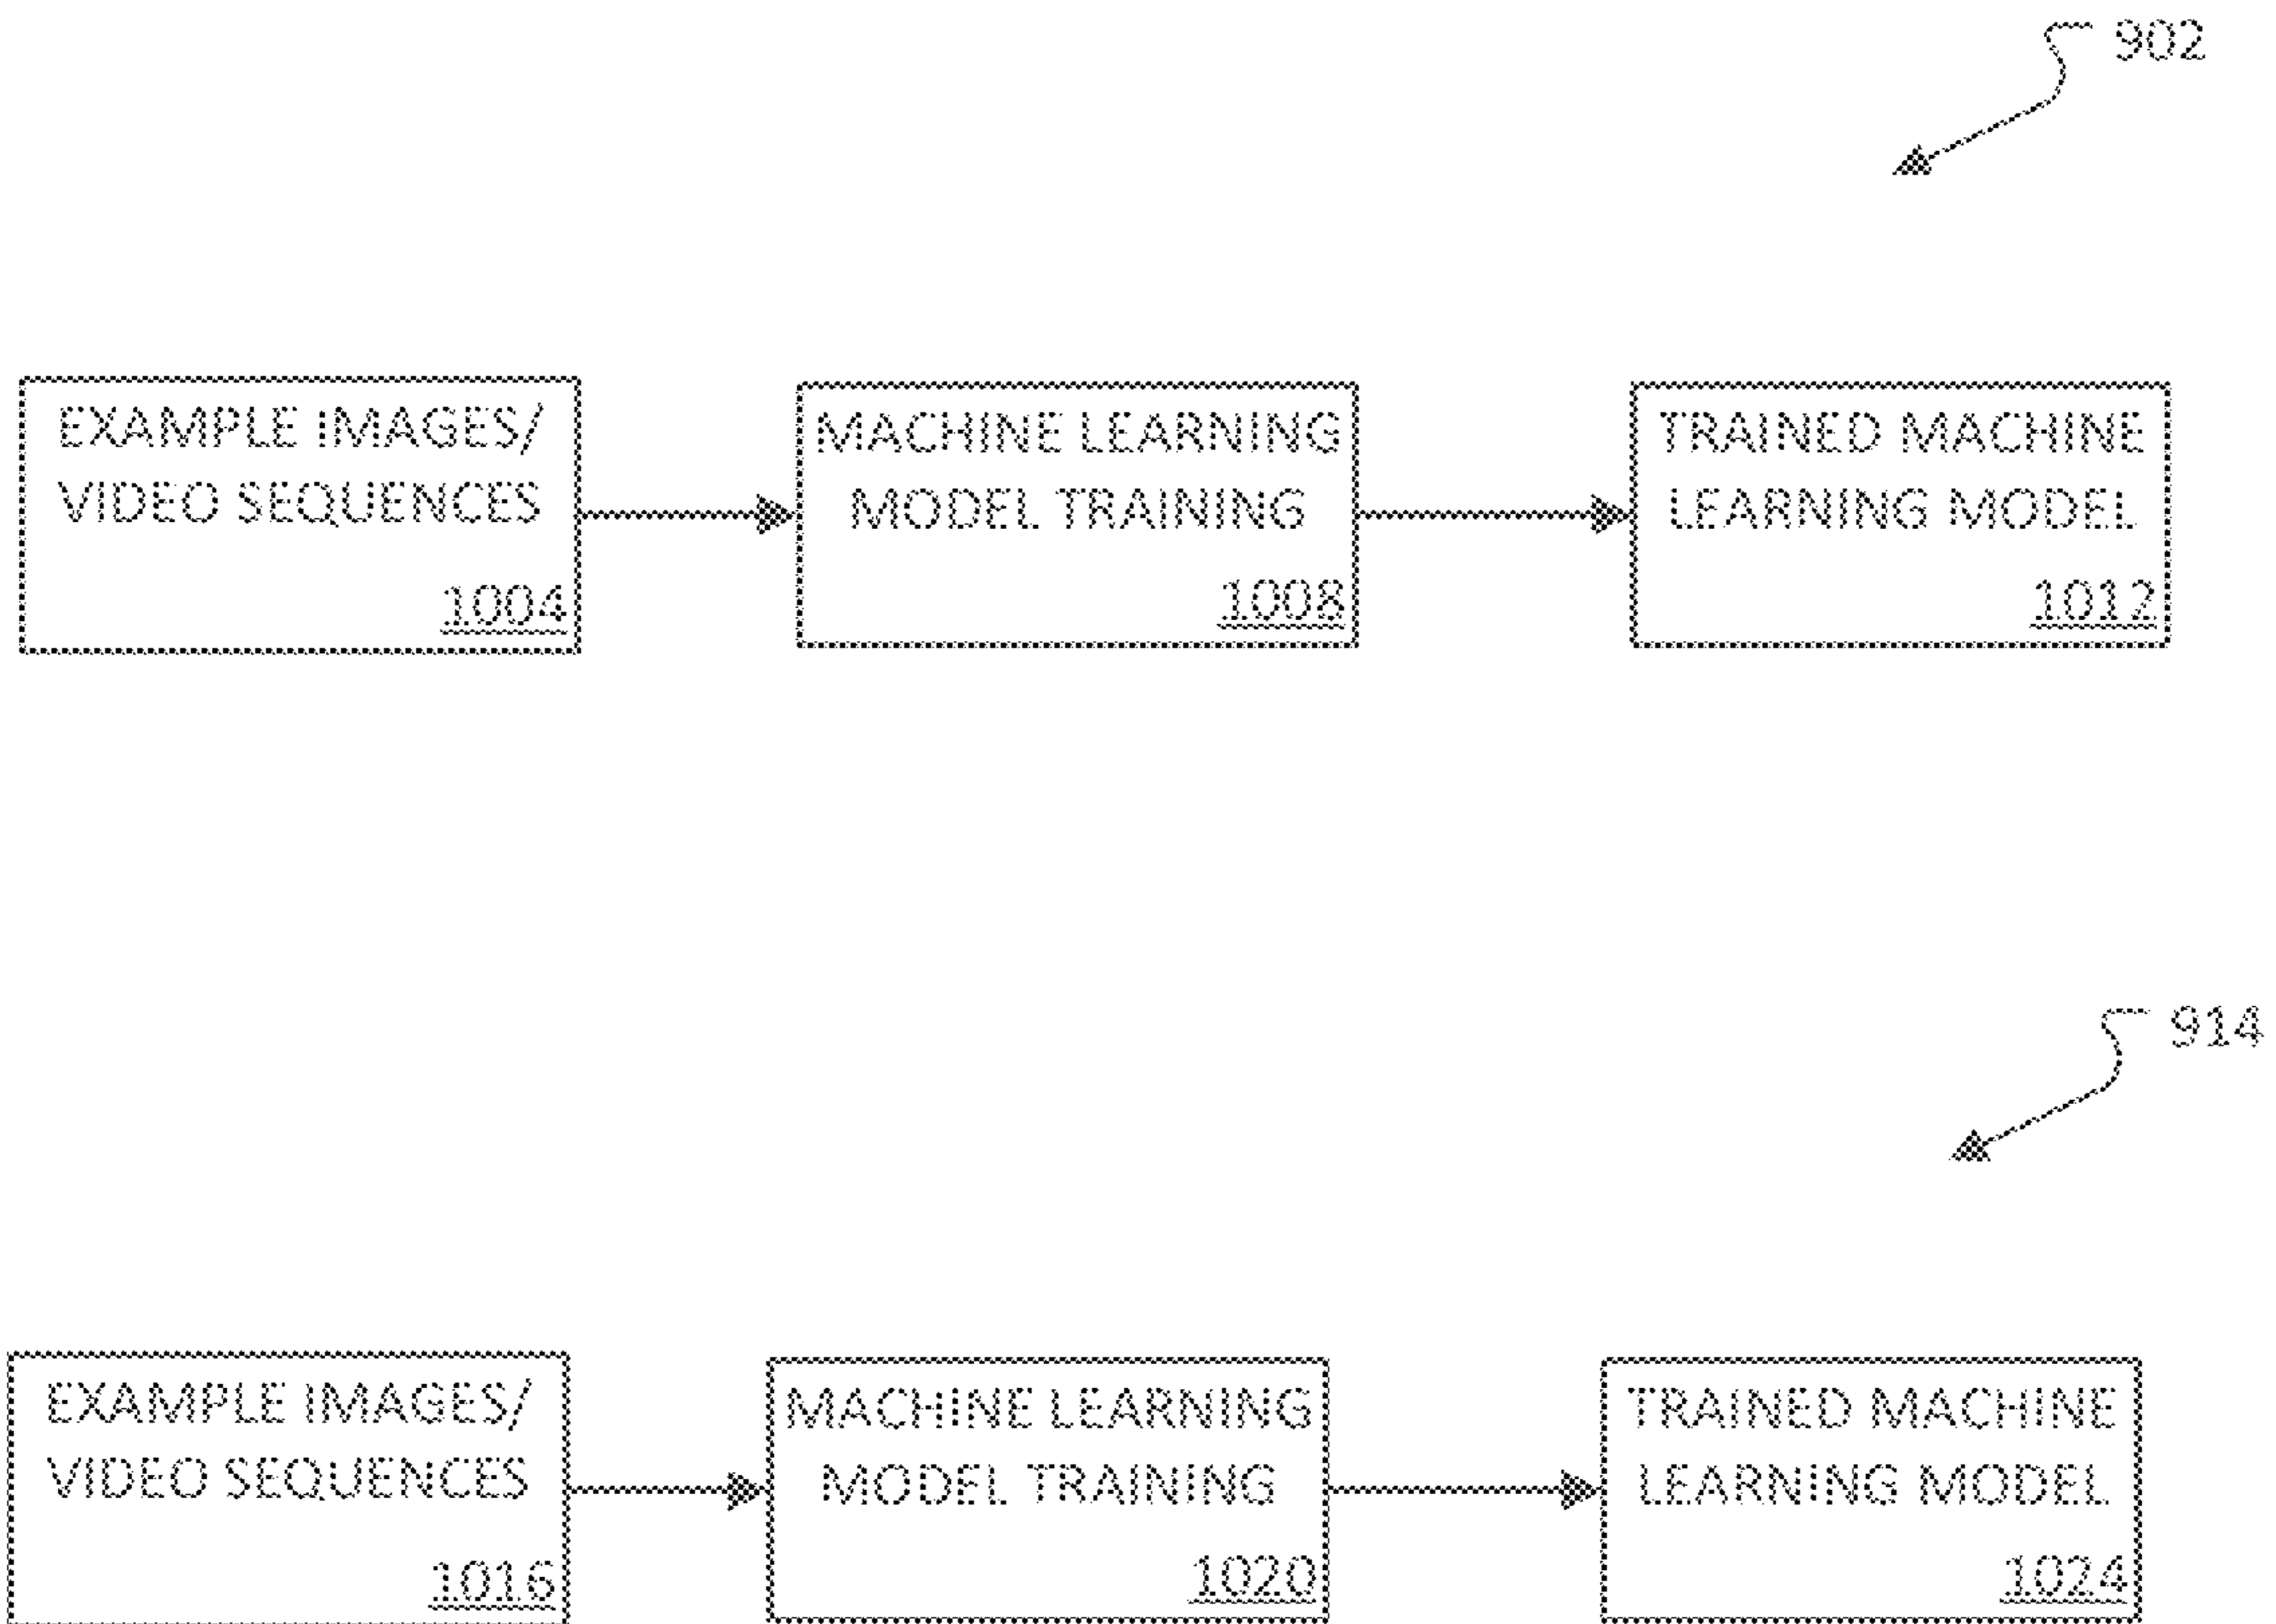 902
EXAMPLE IMAGES/
VIDEO SEQUENCES
1004
MACHINE LEARNING
MODEL TRAINING
1008
TRAINED MACHINE
LEARNING MODEL
1012
914
EXAMPLE IMAGES/
VIDEO SEQUENCES
1016
MACHINE LEARNING
MODEL TRAINING
1020
TRAINED MACHINE
LEARNING MODEL
1024